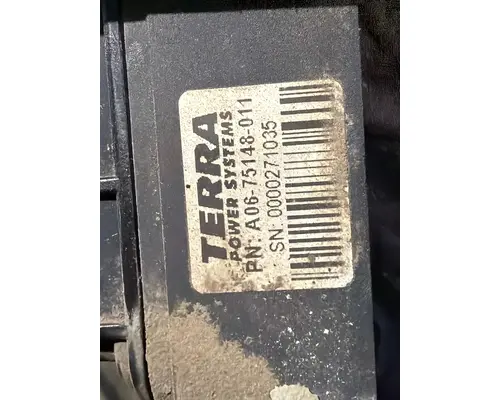 TERRA
POWER SYSTEMS
PN: A06-75148-011
SN: 0000271035